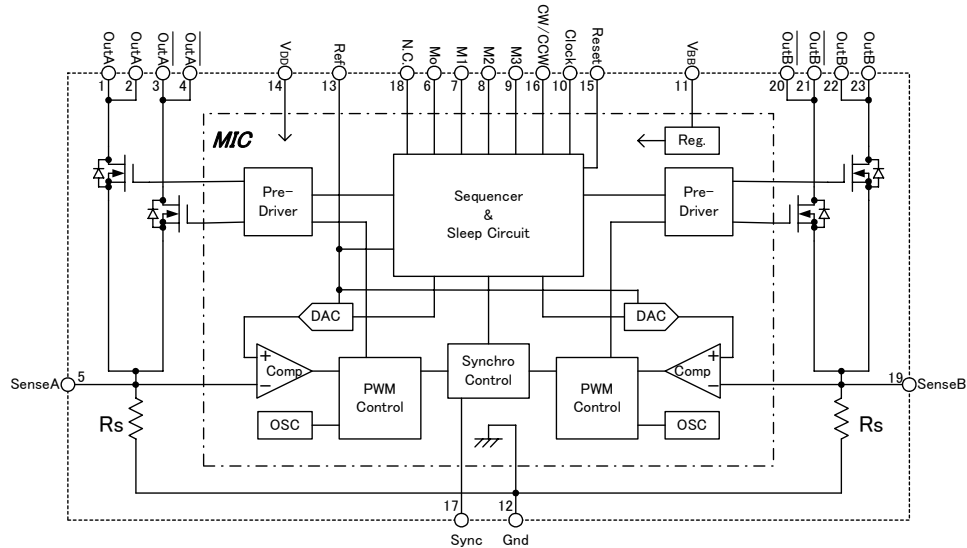 OutA
OutA
OutA
OutA
VDD
Ref
N.C.
Mo
M1
M2
M3
CW/CCW
Clock
Reset
VBB
OutB
OutB
OutB
OutB
1
2
3
4
14
13
18
6
7
8
9
16
10
15
11
20
21
22
23
MIC
Reg.
Pre-
Driver
Sequencer
&
Sleep Circuit
Pre-
Driver
DAC
DAC
+
−
Comp
PWM
Control
OSC
Synchro
Control
PWM
Control
OSC
+
−
Comp
SenseA
5
19
SenseB
Rs
Rs
17
12
Sync
Gnd